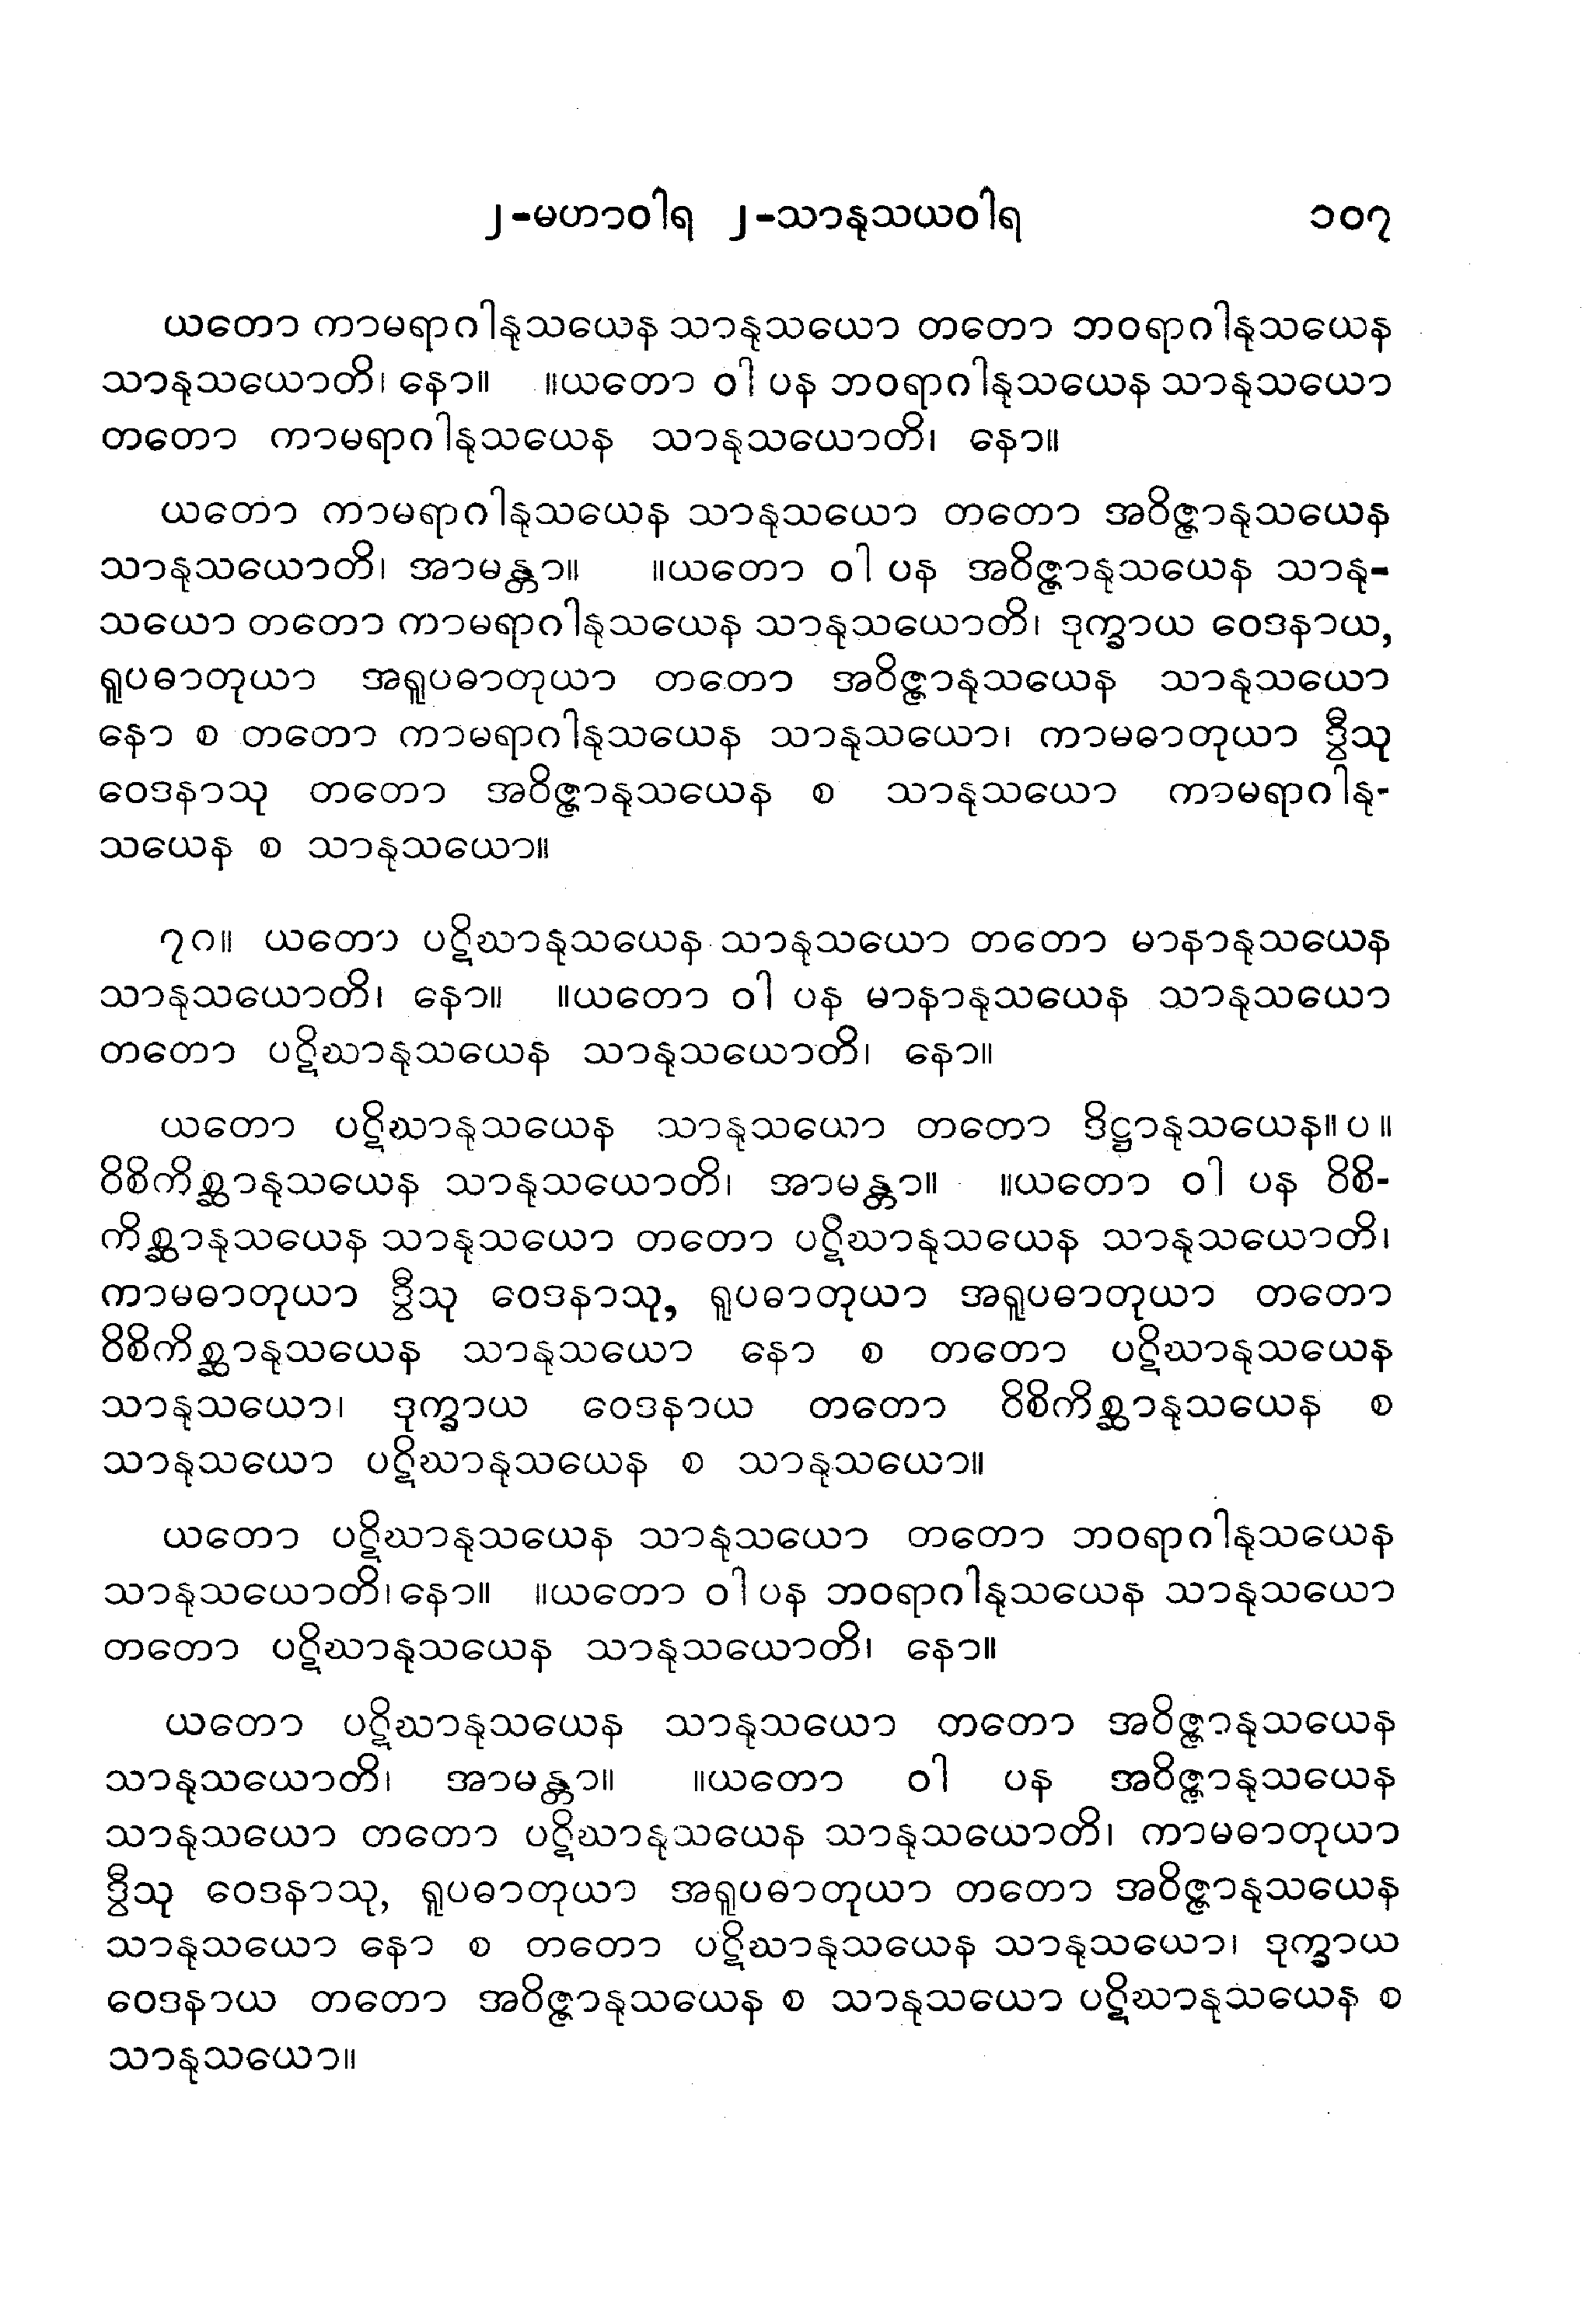 ၂-မဟာဝါရ ၂-သာနုသယဝါရ ၁၀၇
ယတော ကာမရာဂါနုသယေန သာနုသယော တတော ဘဝရာဂါနုသယေန
သာနုသယောတိ၊ နော။ ။ယတော ဝါ ပန ဘဝရာဂါနုသယေန သာနုသယော
တတော ကာမရာဂါနုသယေန သာနုသယောတိ၊ နော။
ယတော ကာမရာဂါနုသယေန သာနုသယော တတော အဝိဇ္ဇာနုသယေန
သာနုသယောတိ၊ အာမန္တာ။ ။ယတော ဝါ ပန အဝိဇ္ဇာနုသယေန သာနု-
သယော တတော ကာမရာဂါနုသယေန သာနုသယောတိ၊ ဒုက္ခာယ ဝေဒနာယ,
ရူပဓာတုယာ အရူပဓာတုယာ တတော အဝိဇ္ဇာနုသယေန သာနုသယော
နော စ တတော ကာမရာဂါနုသယေန သာနုသယော၊ ကာမဓာတုယာ ဒွီသု
ဝေဒနာသု တတော အဝိဇ္ဇာနုသယေန စ သာနုသယော ကာမရာဂါနု-
သယေန စ သာနုသယော။
၇၈။ ယတော ပဋိဃာနုသယေန သာနုသယော တတော မာနာနုသယေန
သာနုသယောတိ၊ နော။ ။ယတော ဝါ ပန မာနာနုသယေန သာနုသယော
တတော ပဋိဃာနုသယေန သာနုသယောတိ၊ နော။
ယတော ပဋိဃာနုသယေန သာနုသယော တတော ဒိဋ္ဌာနုသယေန။ ပ ။
ဝိစိကိစ္ဆာနုသယေန သာနုသယောတိ၊ အာမန္တာ။ ။ယတော ဝါ ပန ဝိစိ-
ကိစ္ဆာနုသယေန သာနုသယော တတော ပဋိဃာနုသယေန သာနုသယောတိ၊
ကာမဓာတုယာ ဒွီသု ဝေဒနာသု, ရူပဓာတုယာ အရူပဓာတုယာ တတော
ဝိစိကိစ္ဆာနုသယေန သာနုသယော နော စ တတော ပဋိဃာနုသယေန
သာနုသယော၊ ဒုက္ခာယ ဝေဒနာယ တတော ဝိစိကိစ္ဆာနုသယေန စ
သာနုသယော ပဋိဃာနုသယေန စ သာနုသယော။
ယတော ပဋိဃာနုသယေန သာနုသယော တတော ဘဝရာဂါနုသယေန
သာနုသယောတိ၊ နော။ ။ယတော ဝါ ပန ဘဝရာဂါနုသယေန သာနုသယော
တတော ပဋိဃာနုသယေန သာနုသယောတိ၊ နော။
ယတော ပဋိဃာနုသယေန သာနုသယော တတော အဝိဇ္ဇာနုသယေန
သာနုသယောတိ၊ အာမန္တာ။ ။ယတော ဝါ ပန အဝိဇ္ဇာနုသယေန
သာနုသယော တတော ပဋိဃာနုသယေန သာနုသယောတိ၊ ကာမဓာတုယာ
ဒွီသု ဝေဒနာသု, ရူပဓာတုယာ အရူပဓာတုယာ တတော အဝိဇ္ဇာနုသယေန
သာနုသယော နော စ တတော ပဋိဃာနုသယေန သာနုသယော၊ ဒုက္ခာယ
ဝေဒနာယ တတော အဝိဇ္ဇာနုသယေန စ သာနုသယော ပဋိဃာနုသယေန စ
သာနုသယော။